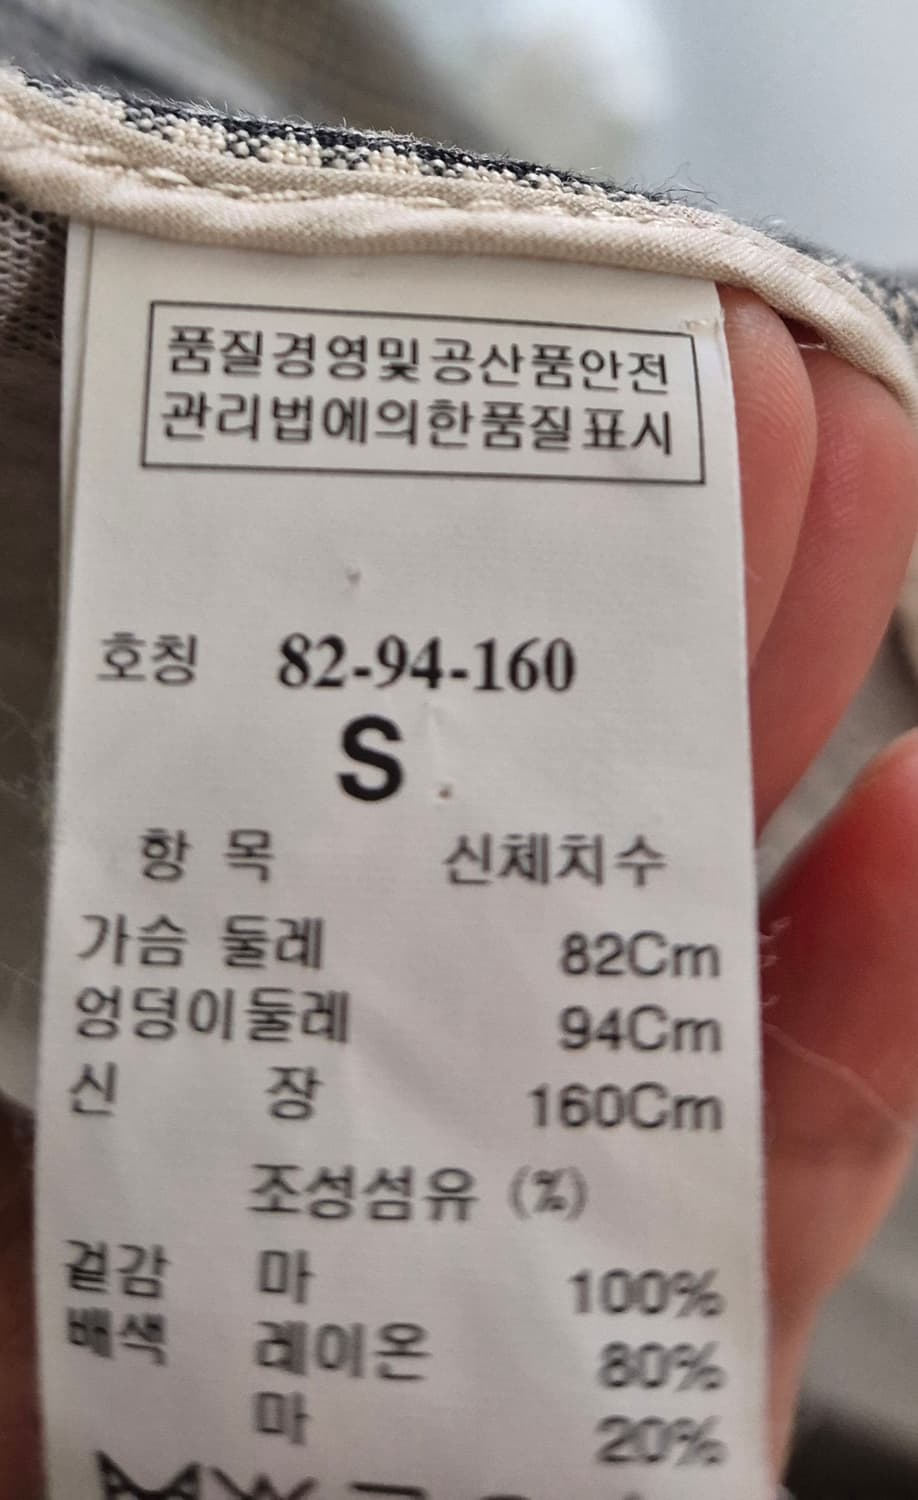 품질경영및공산품안전
관리법에의한품질표시
호칭 82-94-160
S
항 목 신체치수
가슴 둘레 82Cm
엉덩이둘레 94Cm
신 장 160Cm
조성섬유 (%)
겉감 마 100%
배색 레이온 80%
마 20%